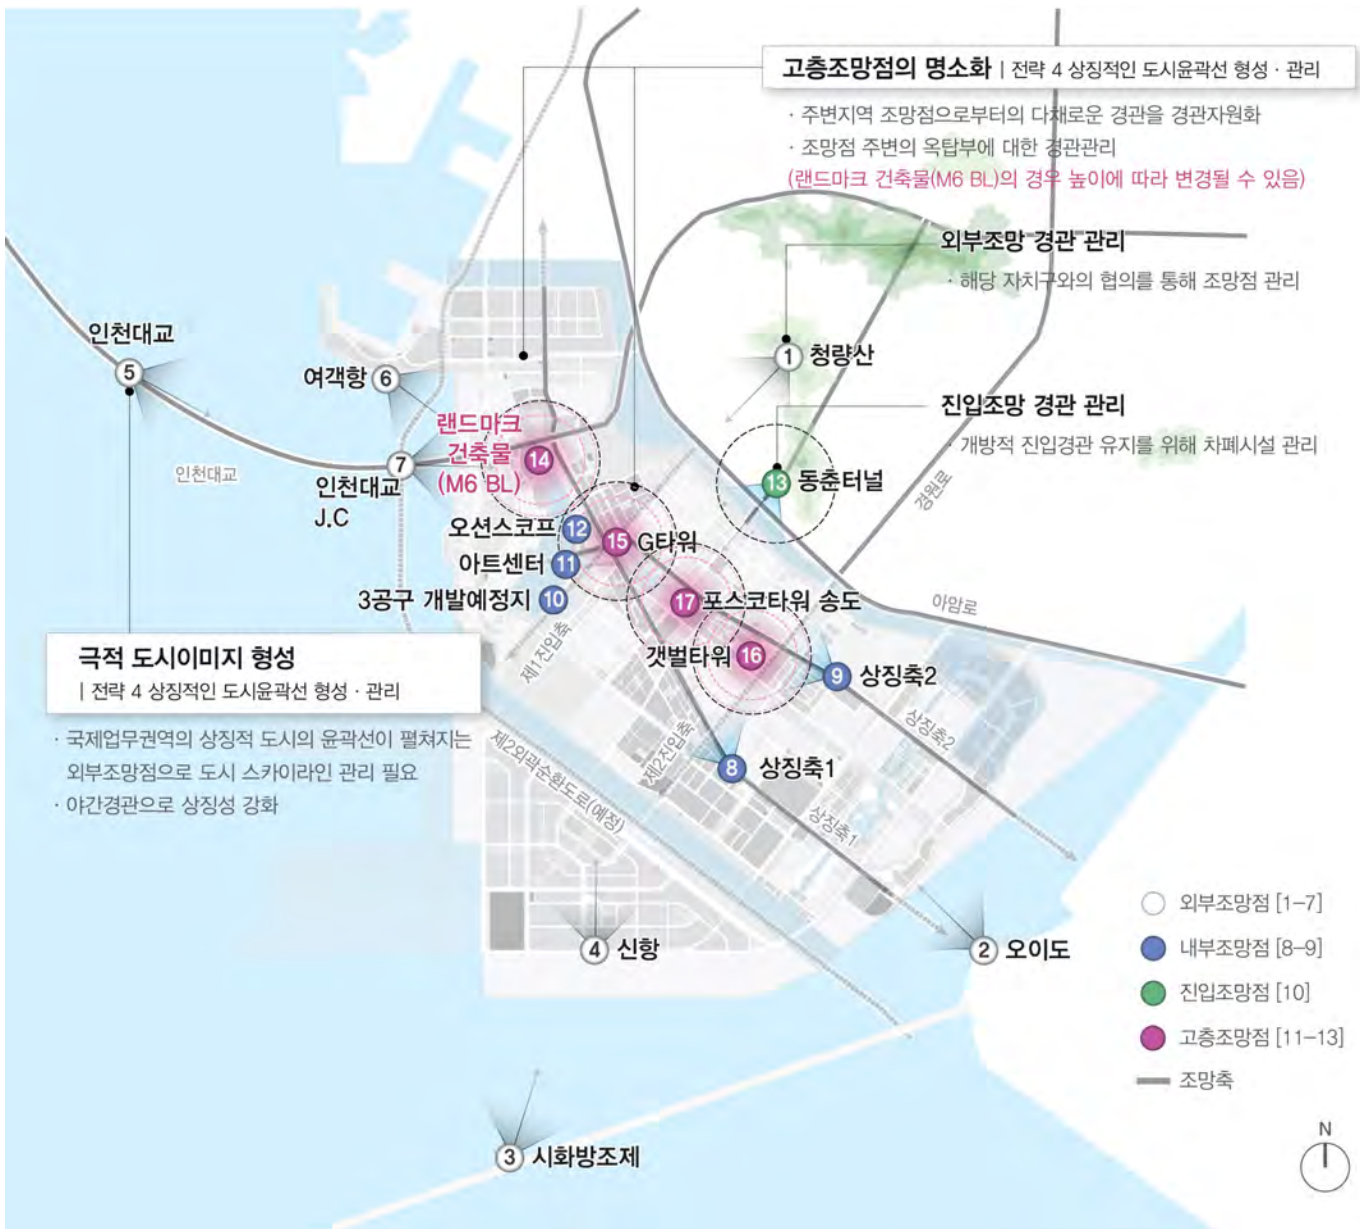 고층조망점의 명소화 | 전략 4 상징적인 도시윤곽선 형성 · 관리
· 주변지역 조망점으로부터의 다채로운 경관을 경관자원화
· 조망점 주변의 옥탑부에 대한 경관관리
(랜드마크 건축물(M6 BL)의 경우 높이에 따라 변경될 수 있음)
외부조망 경관 관리
· 해당 자치구와의 협의를 통해 조망점 관리
1 청량산
인천대교
5
여객항 6
진입조망 경관 관리
· 개방적 진입경관 유지를 위해 차폐시설 관리
랜드마크
건축물
(M6 BL)
14
7
인천대교
J.C
인천대교
13 동춘터널
경원로
오션스코프 12
15 G타워
아트센터 11
3공구 개발예정지 10
17 포스코타워 송도
아암로
제1진입축
갯벌타워 16
9 상징축2
극적 도시이미지 형성
| 전략 4 상징적인 도시윤곽선 형성 · 관리
· 국제업무권역의 상징적 도시의 윤곽선이 펼쳐지는
외부조망점으로 도시 스카이라인 관리 필요
· 야간경관으로 상징성 강화
제2외곽순환도로(예정)
제2진입축
8 상징축1
상징축2
상징축1
4 신항
2 오이도
3 시화방조제
외부조망점 [1-7]
내부조망점 [8-9]
진입조망점 [10]
고층조망점 [11-13]
조망축
N